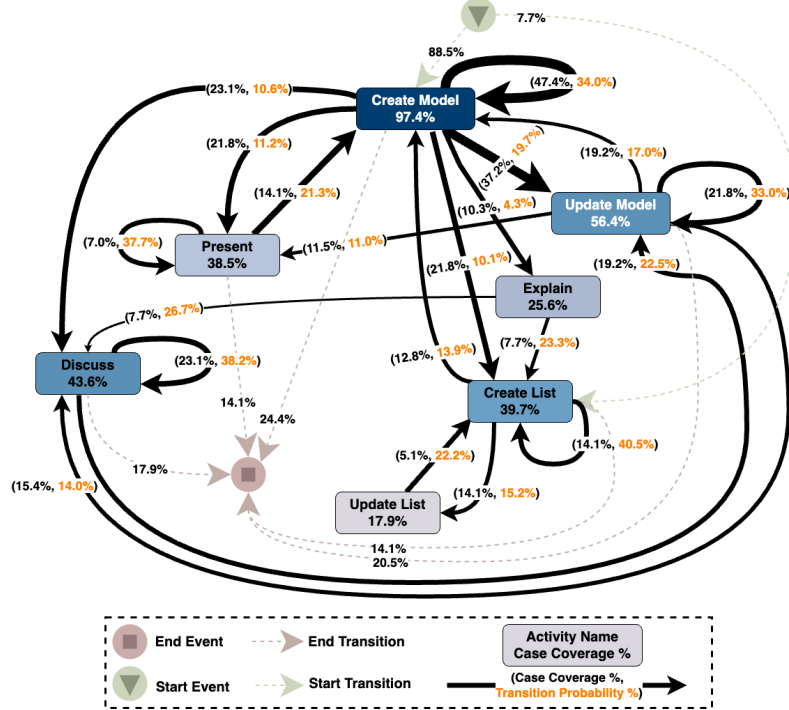 7.7%
88.5%
(23.1%, 10.6%)
(47.4%, 34.0%)
Create Model
97.4%
(21.8%, 11.2%)
(37.2%, 19.7%)
(19.2%, 17.0%)
(14.1%, 21.3%)
(10.3%, 4.3%)
Update Model
56.4%
(21.8%, 33.0%)
(7.0%, 37.7%)
Present
38.5%
(11.5%, 11.0%)
(21.8%, 10.1%)
(19.2%, 22.5%)
Explain
25.6%
(7.7%, 26.7%)
(7.7%, 23.3%)
(12.8%, 13.9%)
Discuss
43.6%
(23.1%, 38.2%)
Create List
39.7%
14.1%
24.4%
(14.1%, 40.5%)
(5.1%, 22.2%)
17.9%
(15.4%, 14.0%)
(14.1%, 15.2%)
Update List
17.9%
14.1%
20.5%
End Event
End Transition
Activity Name
Case Coverage %
Start Event
Start Transition
(Case Coverage %,
Transition Probability %)